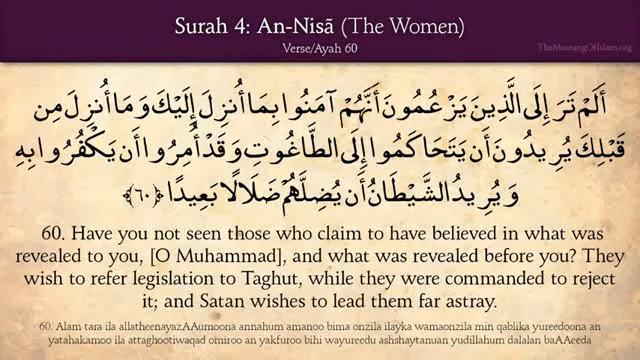 Surah 4: An-Nisã (The Women)
Verse/Ayah 60
TheMeaningOfIslam.org
أَلَمْ تَرَ إِلَى الَّذِينَ يَزْعُمُونَ أَنَّهُمْ آمَنُوا بِمَا أُنزِلَ إِلَيْكَ وَمَا أُنزِلَ مِن
قَبْلِكَ يُرِيدُونَ أَن يَتَحَاكَمُوا إِلَى الطَّاغُوتِ وَقَدْ أُمِرُوا أَن يَكْفُرُوا بِهِ
وَيُرِيدُ الشَّيْطَانُ أَن يُضِلَّهُمْ ضَلَالًا بَعِيدًا ﴿٦٠﴾
60. Have you not seen those who claim to have believed in what was
revealed to you, [O Muhammad], and what was revealed before you? They
wish to refer legislation to Taghut, while they were commanded to reject
it; and Satan wishes to lead them far astray.
60. Alam tara ila allatheenayazAAumoona annahum amanoo bima onzila ilayka wamaonzila min qablika yureedoona an
yatahakamoo ila attaghootiwaqad omiroo an yakfuroo bihi wayureedu ashshaytanuan yudillahum dalalan baAAeeda